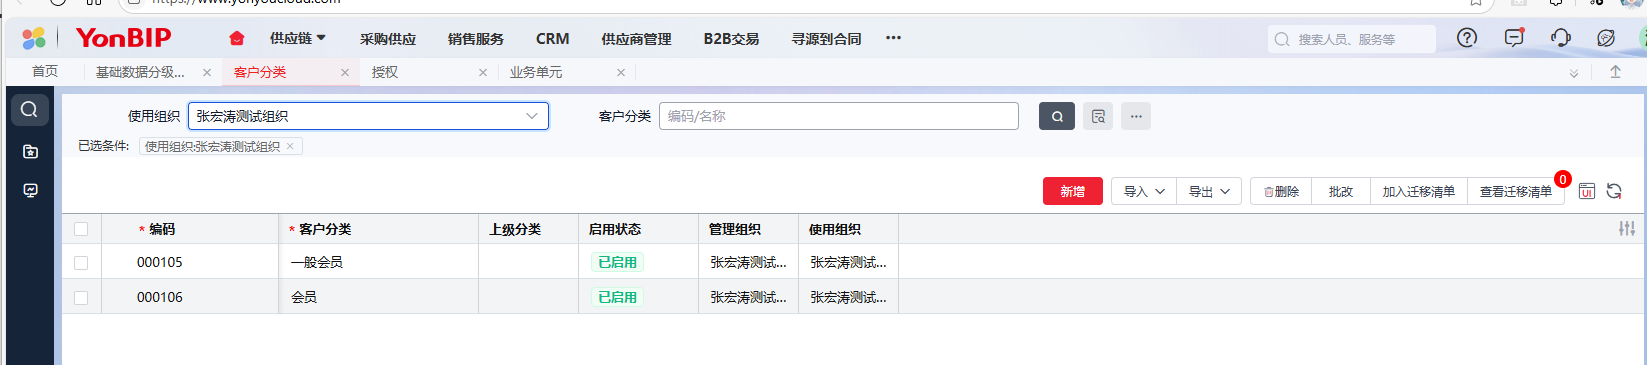 https://www.yonyoucloud.com
YonBIP 供应链 采购供应 销售服务 CRM 供应商管理 B2B交易 寻源到合同 ··· 搜索人员、服务等
首页 基础数据分级... 客户分类 授权 业务单元
使用组织 张宏涛测试组织 客户分类 编码/名称
已选条件: 使用组织:张宏涛测试组织
新增 导入 导出 删除 批改 加入迁移清单 查看迁移清单 0 UI
* 编码 * 客户分类 上级分类 启用状态 管理组织 使用组织
000105 一般会员 已启用 张宏涛测试... 张宏涛测试...
000106 会员 已启用 张宏涛测试... 张宏涛测试...